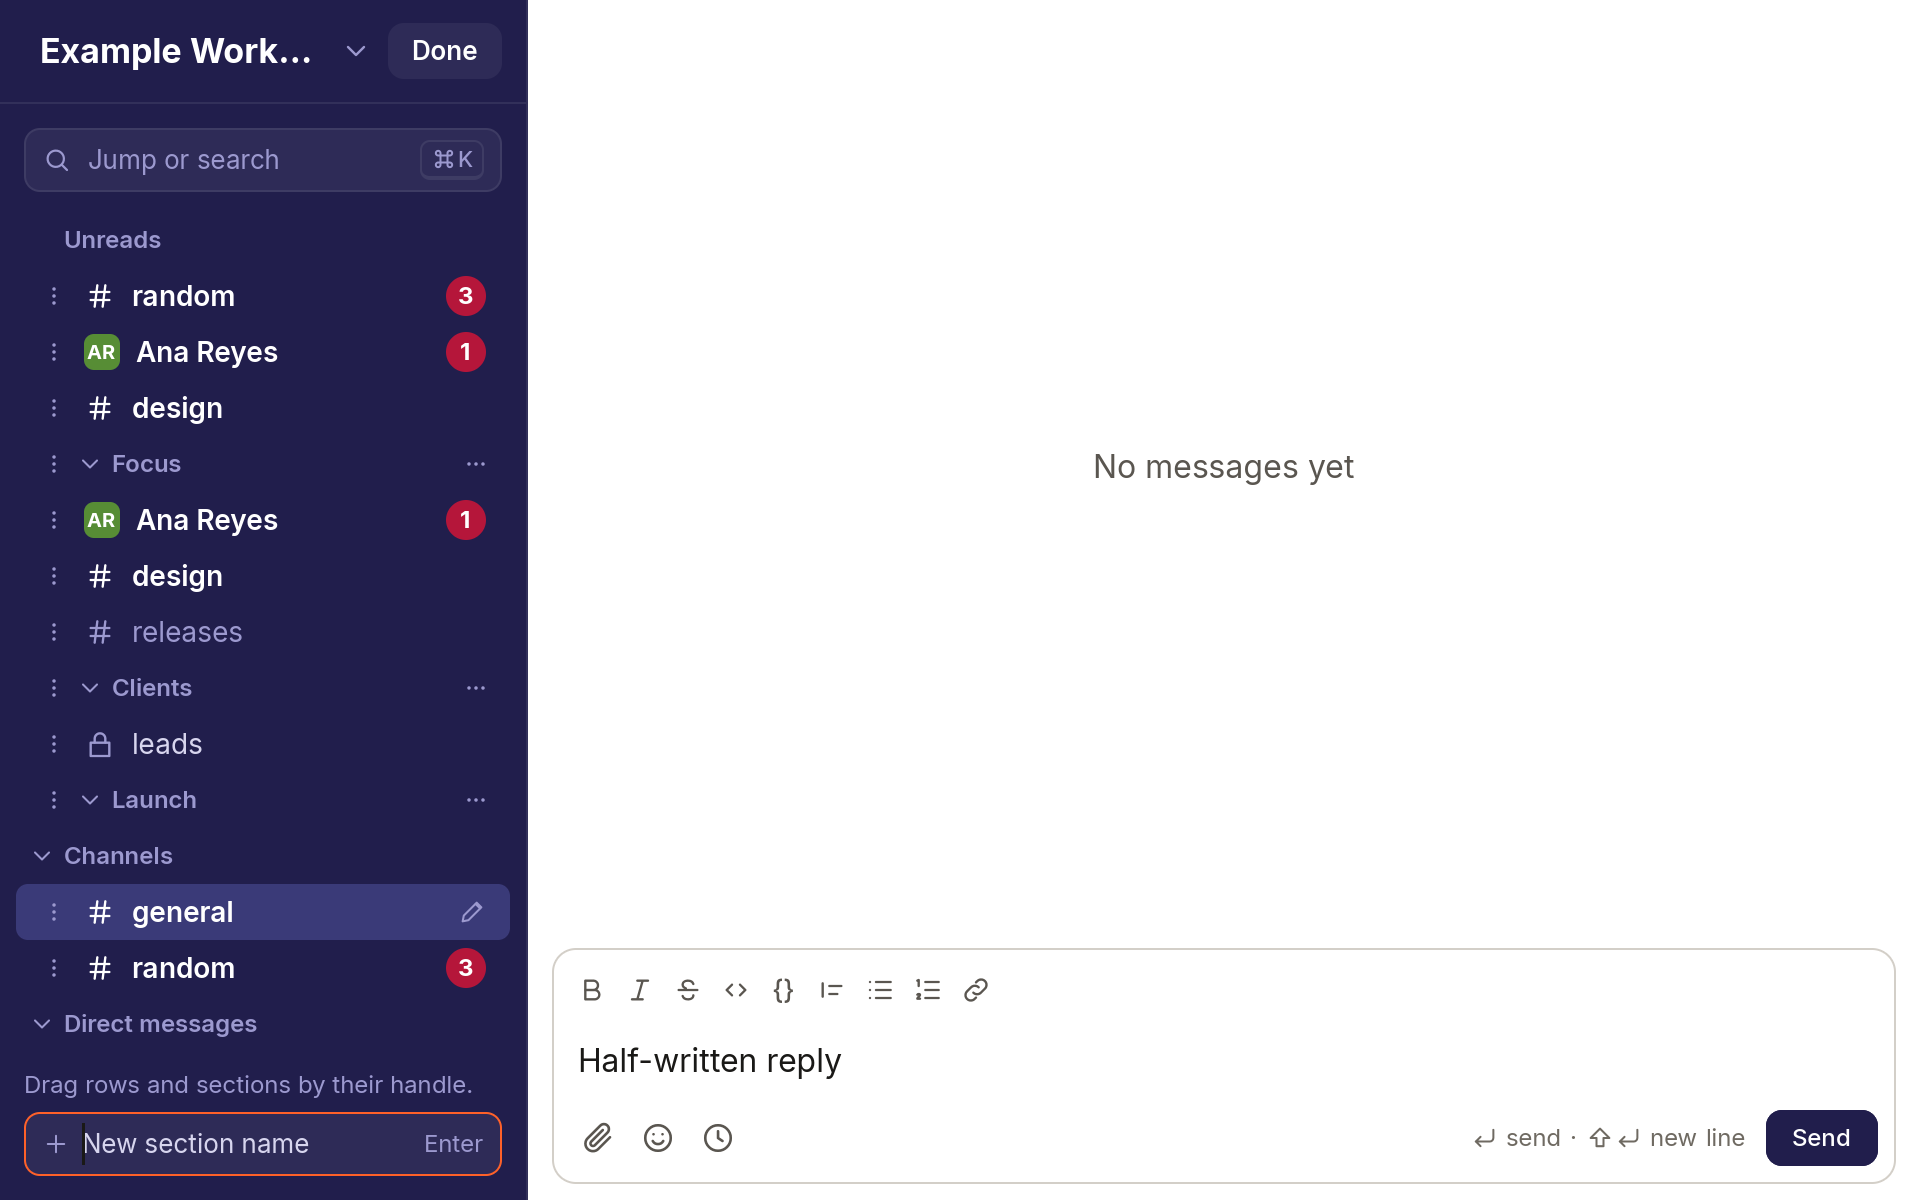 Example Work...
Done
Jump or search
⌘K
Unreads
random
3
AR
Ana Reyes
1
design
Focus
AR
Ana Reyes
1
design
releases
Clients
leads
Launch
Channels
general
random
3
Direct messages
Drag rows and sections by their handle.
New section name
Enter
No messages yet
Half-written reply
send · new line
Send